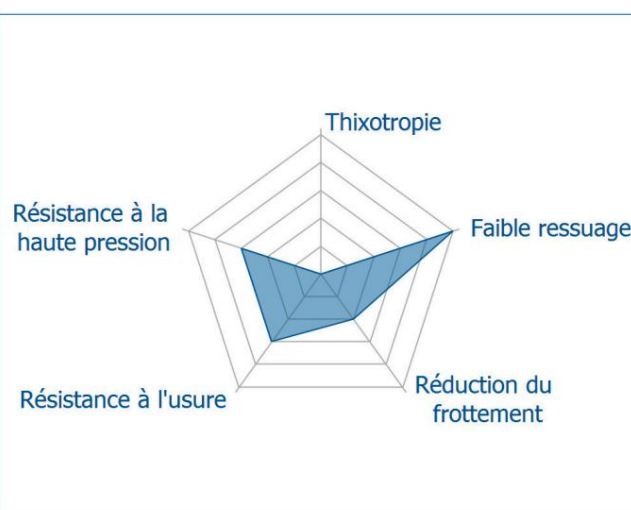 Thixotropie
Résistance à la
haute pression
Faible ressuage
Résistance à l'usure
Réduction du
frottement